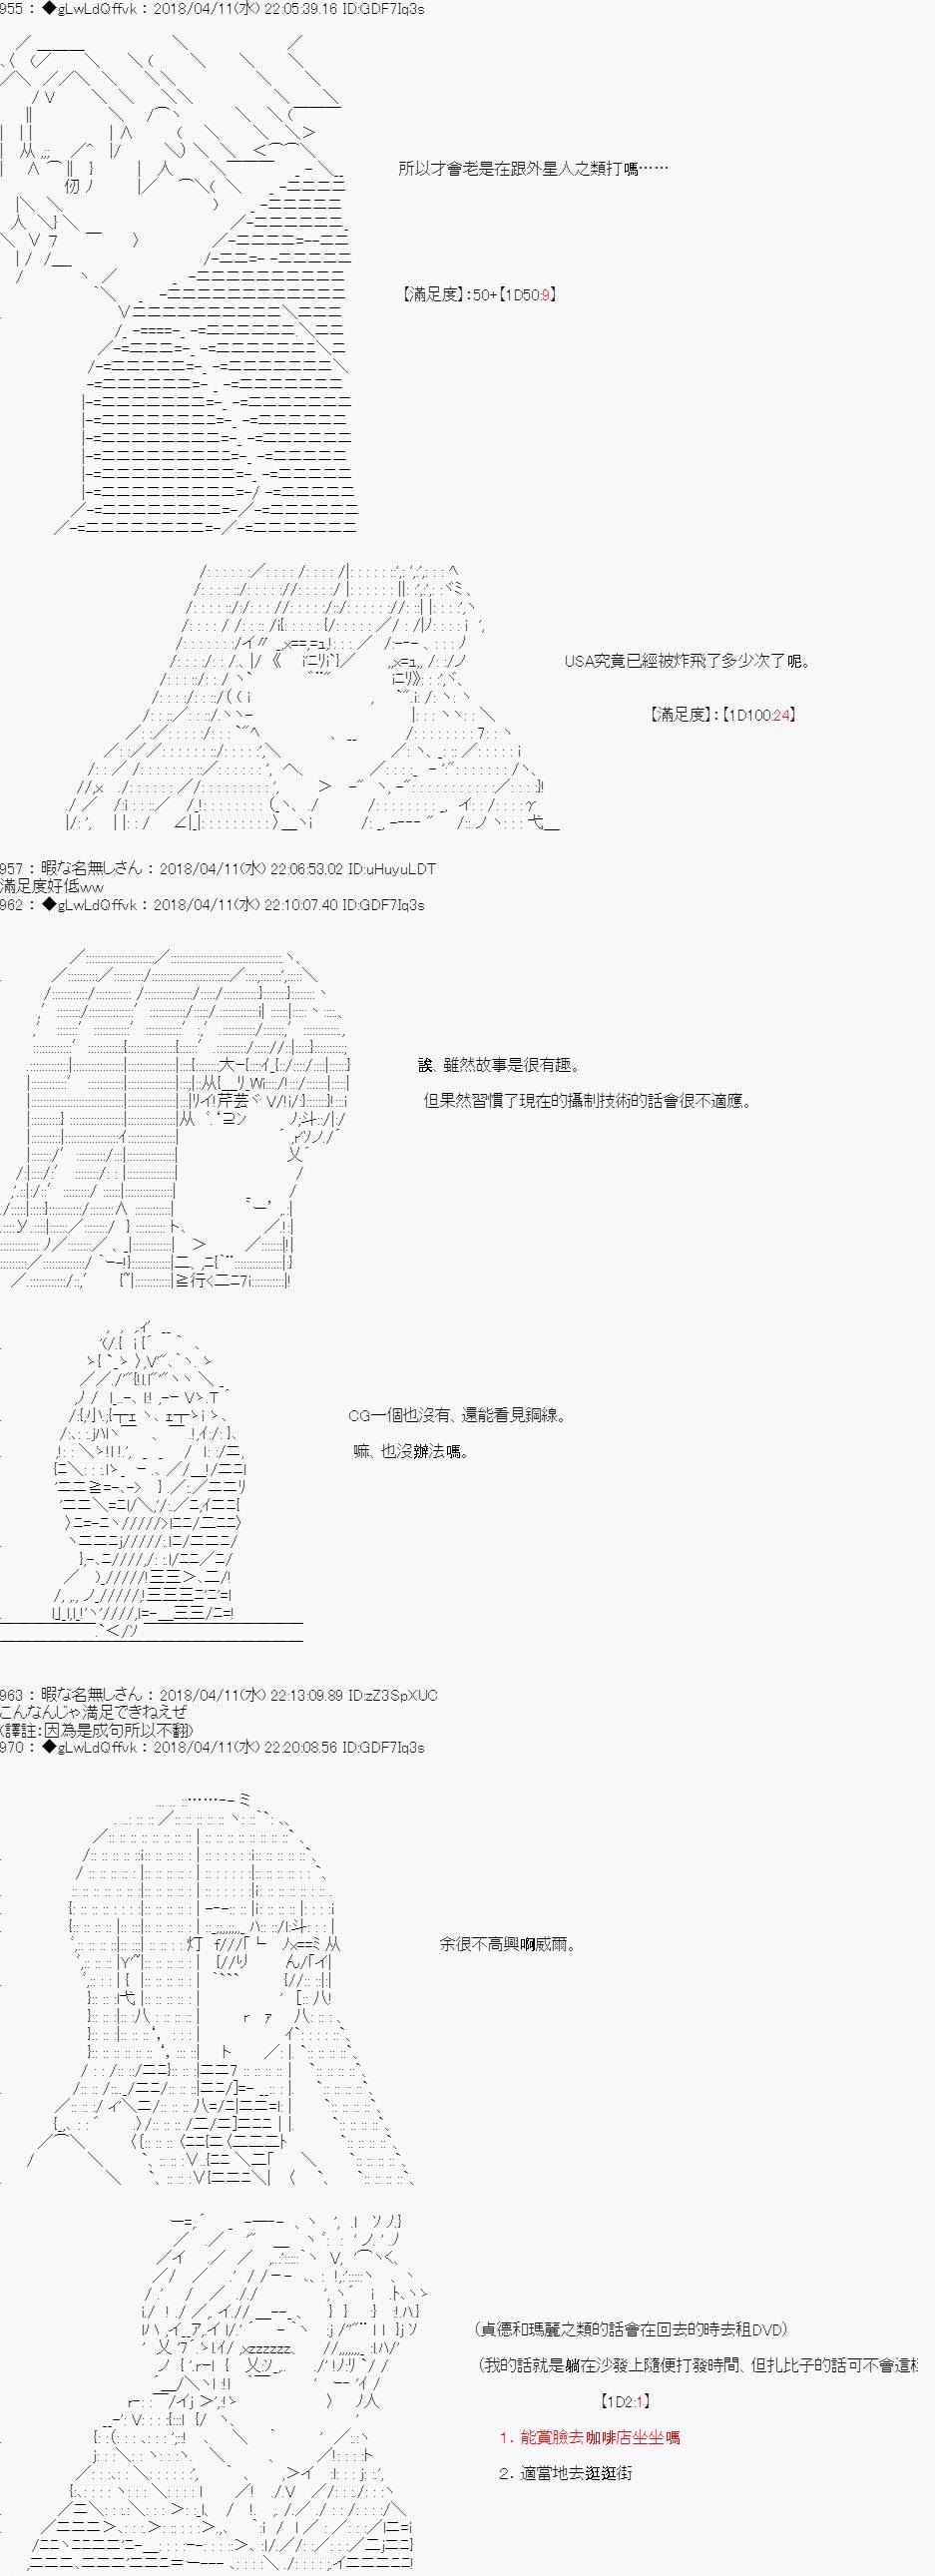 955 : ◆gLwLdQffvk : 2018/04/11(水) 22:05:39.16 ID:GDF7Iq3s
所以才會老是在跟外星人之類打嗎……
【滿足度】:50+【1D50:9】
USA究竟已經被炸飛了多少次了呢。
【滿足度】:【1D100:24】
957 : 暇な名無しさん : 2018/04/11(水) 22:06:53.02 ID:uHuyuLDT
滿足度好低ww
962 : ◆gLwLdQffvk : 2018/04/11(水) 22:10:07.40 ID:GDF7Iq3s
誒、雖然故事是很有趣。
但果然習慣了現在的攝制技術的話會很不適應。
CG一個也沒有、還能看見鋼線。
嘛、也沒辦法嗎。
963 : 暇な名無しさん : 2018/04/11(水) 22:13:09.89 ID:zZ3SpXUC
こんなんじゃ満足できねえぜ
(譯註:因為是成句所以不翻)
970 : ◆gLwLdQffvk : 2018/04/11(水) 22:20:08.56 ID:GDF7Iq3s
余很不高興啊威爾。
(貞德和瑪麗之類的話會在回去的時去租DVD)
(我的話就是躺在沙發上隨便打發時間、但扎比子的話可不會這樣
【1D2:1】
1. 能賞臉去咖啡店坐坐嗎
2. 適當地去逛逛街